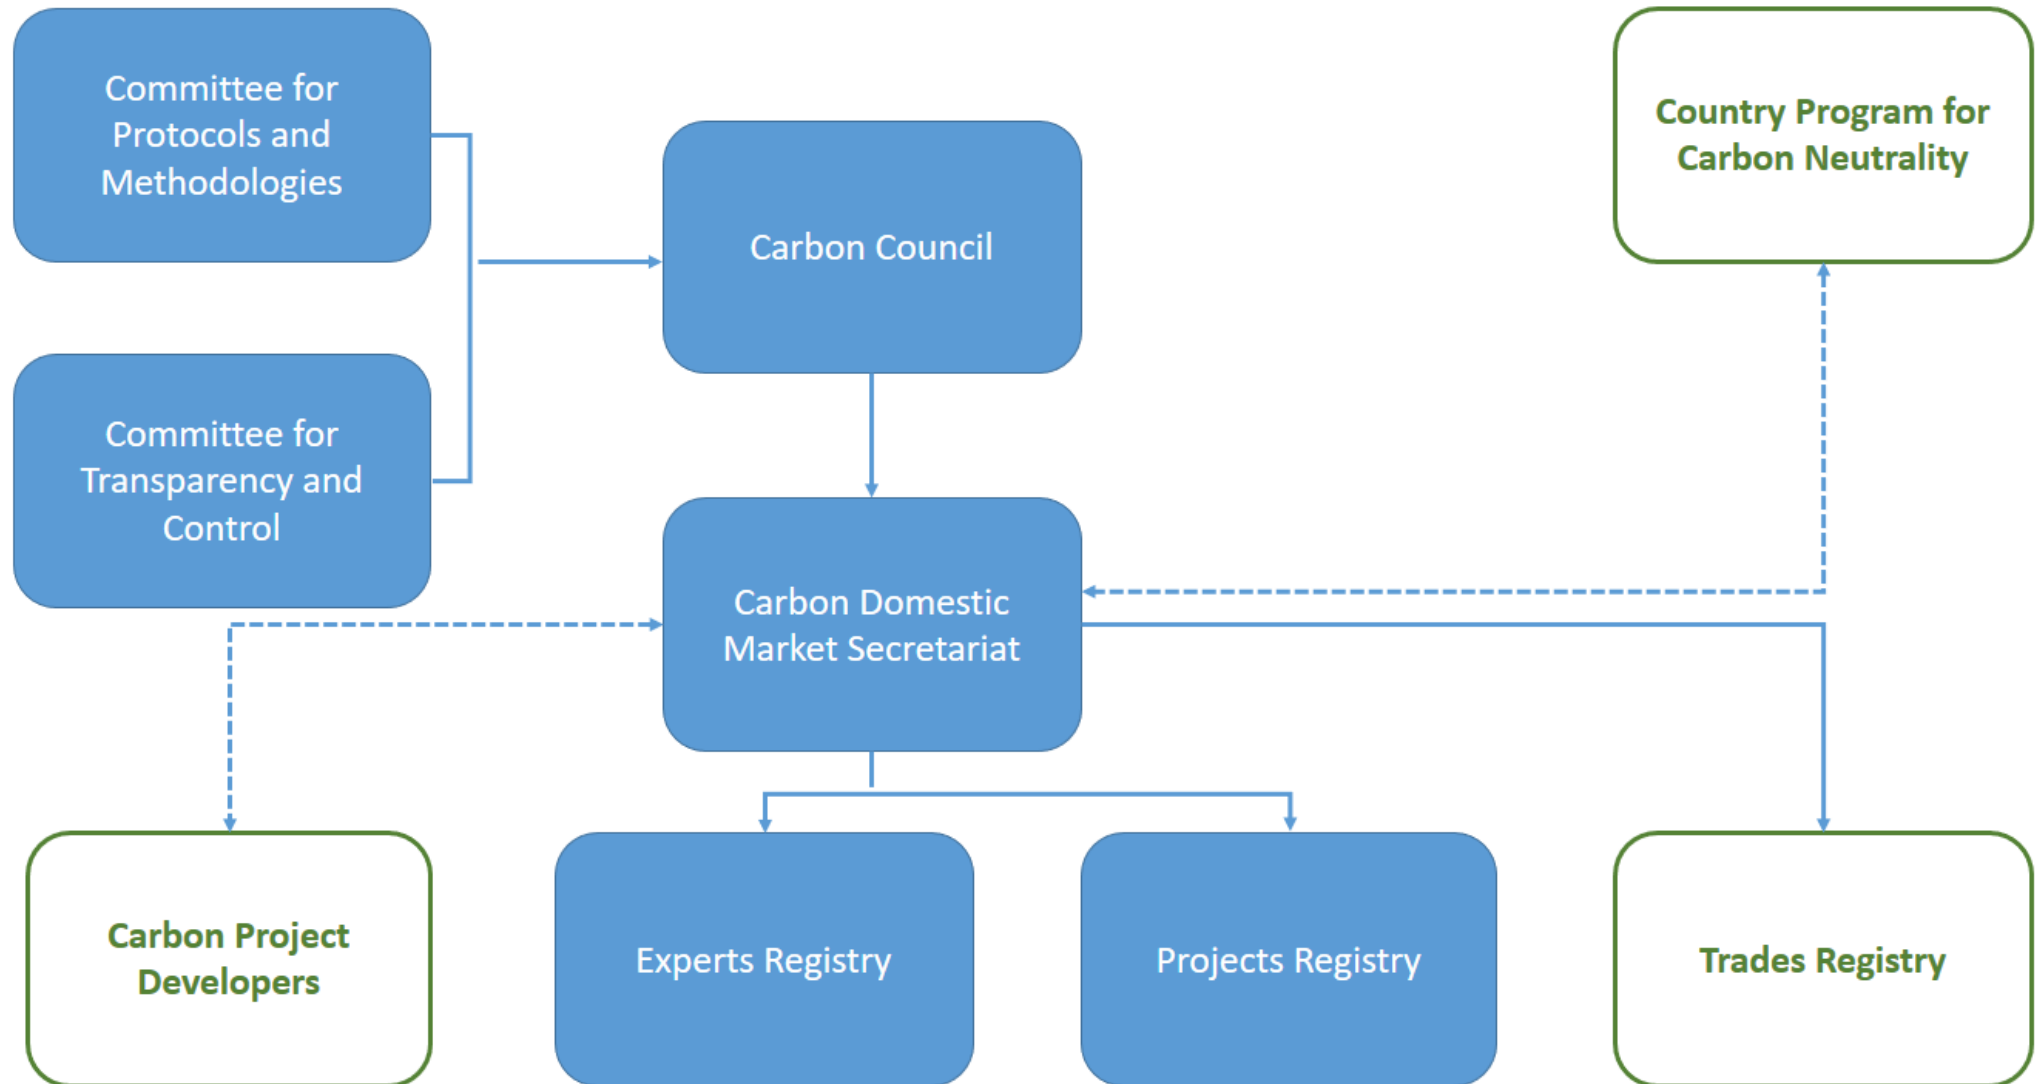 Committee for
Protocols and
Methodologies
Country Program for
Carbon Neutrality
Carbon Council
Committee for
Transparency and
Control
Carbon Domestic
Market Secretariat
Carbon Project
Developers
Experts Registry
Projects Registry
Trades Registry